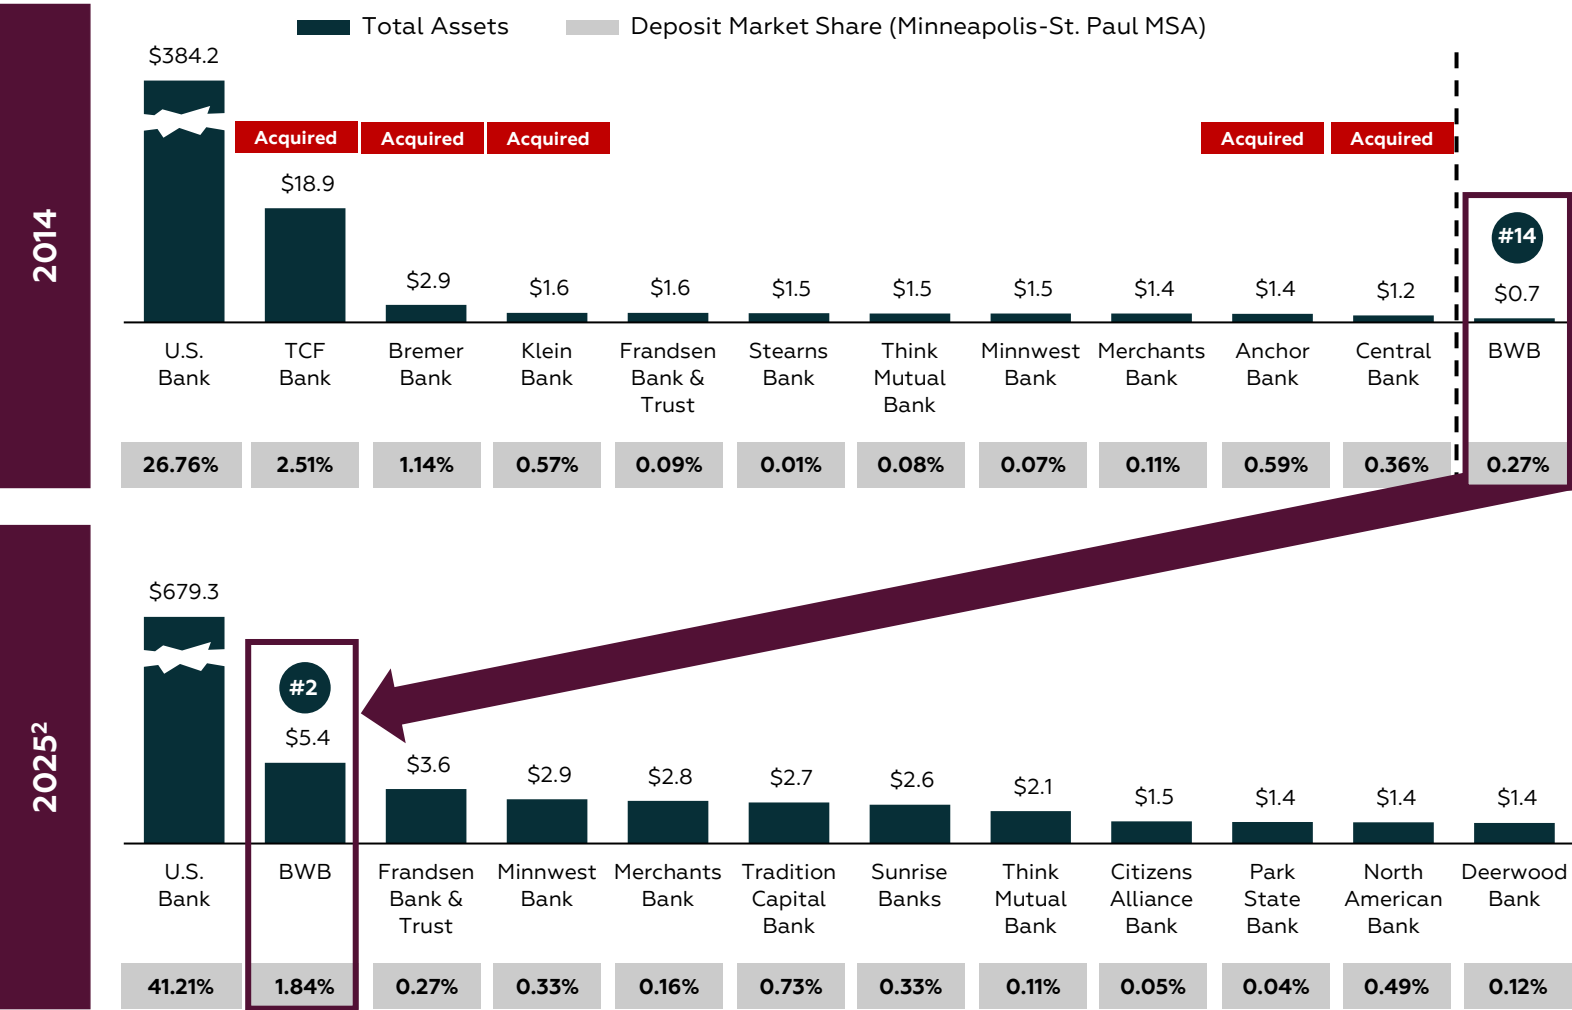 Total Assets
Deposit Market Share (Minneapolis-St. Paul MSA)
2014
$384.2
Acquired
Acquired
Acquired
Acquired
Acquired
$18.9
#14
$2.9
$1.6
$1.6
$1.5
$1.5
$1.5
$1.4
$1.4
$1.2
$0.7
U.S.
Bank
TCF
Bank
Bremer
Bank
Klein
Bank
Frandsen
Bank &
Trust
Stearns
Bank
Think
Mutual
Bank
Minnwest
Bank
Merchants
Bank
Anchor
Bank
Central
Bank
BWB
26.76%
2.51%
1.14%
0.57%
0.09%
0.01%
0.08%
0.07%
0.11%
0.59%
0.36%
0.27%
2025²
$679.3
#2
$5.4
$3.6
$2.9
$2.8
$2.7
$2.6
$2.1
$1.5
$1.4
$1.4
$1.4
U.S.
Bank
BWB
Frandsen
Bank &
Trust
Minnwest
Bank
Merchants
Bank
Tradition
Capital
Bank
Sunrise
Banks
Think
Mutual
Bank
Citizens
Alliance
Bank
Park
State
Bank
North
American
Bank
Deerwood
Bank
41.21%
1.84%
0.27%
0.33%
0.16%
0.73%
0.33%
0.11%
0.05%
0.04%
0.49%
0.12%